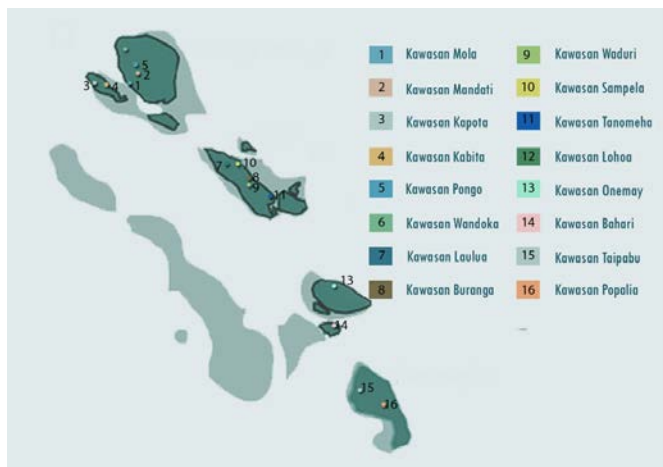 5
2
3
4
1
10
7
8
9
11
13
14
15
16
1 Kawasan Mola
2 Kawasan Mandati
3 Kawasan Kapota
4 Kawasan Kabita
5 Kawasan Pongo
6 Kawasan Wandoka
7 Kawasan Laulua
8 Kawasan Buranga
9 Kawasan Waduri
10 Kawasan Sampela
11 Kawasan Tanomeha
12 Kawasan Lohoa
13 Kawasan Onemay
14 Kawasan Bahari
15 Kawasan Taipabu
16 Kawasan Popalia